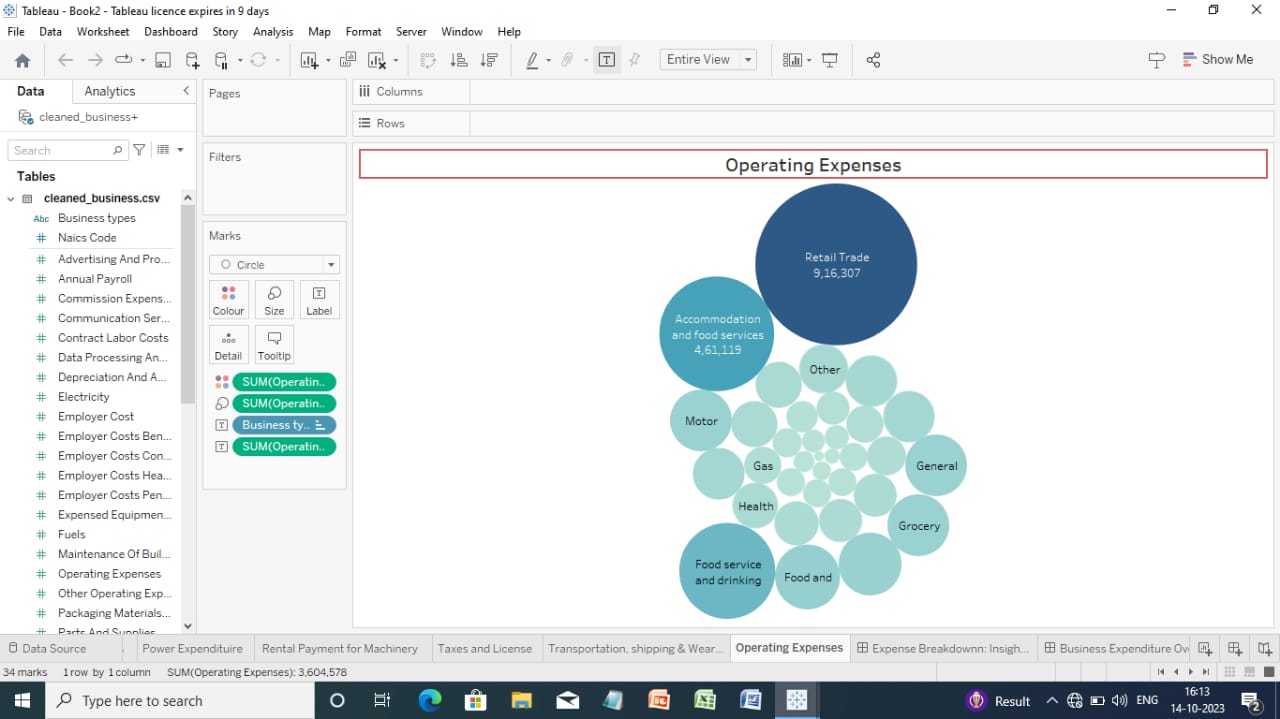 Tableau - Book2 - Tableau licence expires in 9 days
File Data Worksheet Dashboard Story Analysis Map Format Server Window Help
Entire View
Show Me
Data Analytics
cleaned_business+
Search
Tables
cleaned_business.csv
Abc Business types
Naics Code
Advertising And Pro...
Annual Payroll
Commission Expens...
Communication Ser...
Contract Labor Costs
Data Processing An...
Depreciation And A...
Electricity
Employer Cost
Employer Costs Ben...
Employer Costs Con...
Employer Costs Hea...
Employer Costs Pen...
Expensed Equipmen...
Fuels
Maintenance Of Buil...
Operating Expenses
Other Operating Exp...
Packaging Materials...
Parts And Supplies
Pages
Filters
Marks
Circle
Colour Size Label
Detail Tooltip
SUM(Operatin..
SUM(Operatin..
Business ty..
SUM(Operatin..
Columns
Rows
Operating Expenses
Retail Trade
9,16,307
Accommodation
and food services
4,61,119
Other
Motor
Gas
General
Health
Grocery
Food service
and drinking
Food and
Data Source
Power Expenditure
Rental Payment for Machinery
Taxes and License
Transportation, shipping & Wear...
Operating Expenses
Expense Breakdownn: Insigh...
Business Expenditure Ov
34 marks 1 row by 1 column SUM(Operating Expenses): 3,604,578
Type here to search
Result
ENG
16:13
14-10-2023
2